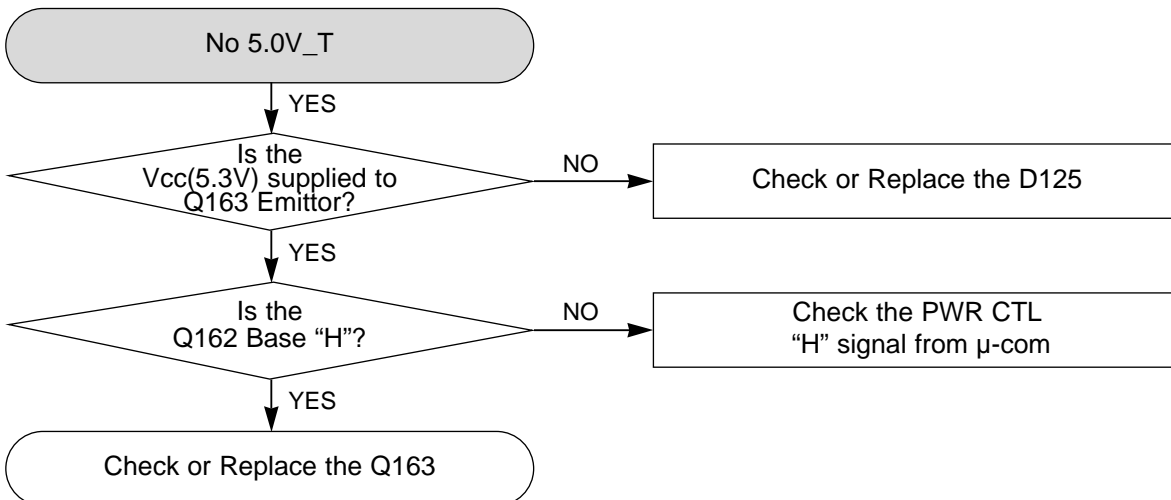 No 5.0V_T
YES
Is the
Vcc(5.3V) supplied to
Q163 Emittor?
NO
Check or Replace the D125
YES
Is the
Q162 Base “H”?
NO
Check the PWR CTL
“H” signal from μ-com
YES
Check or Replace the Q163